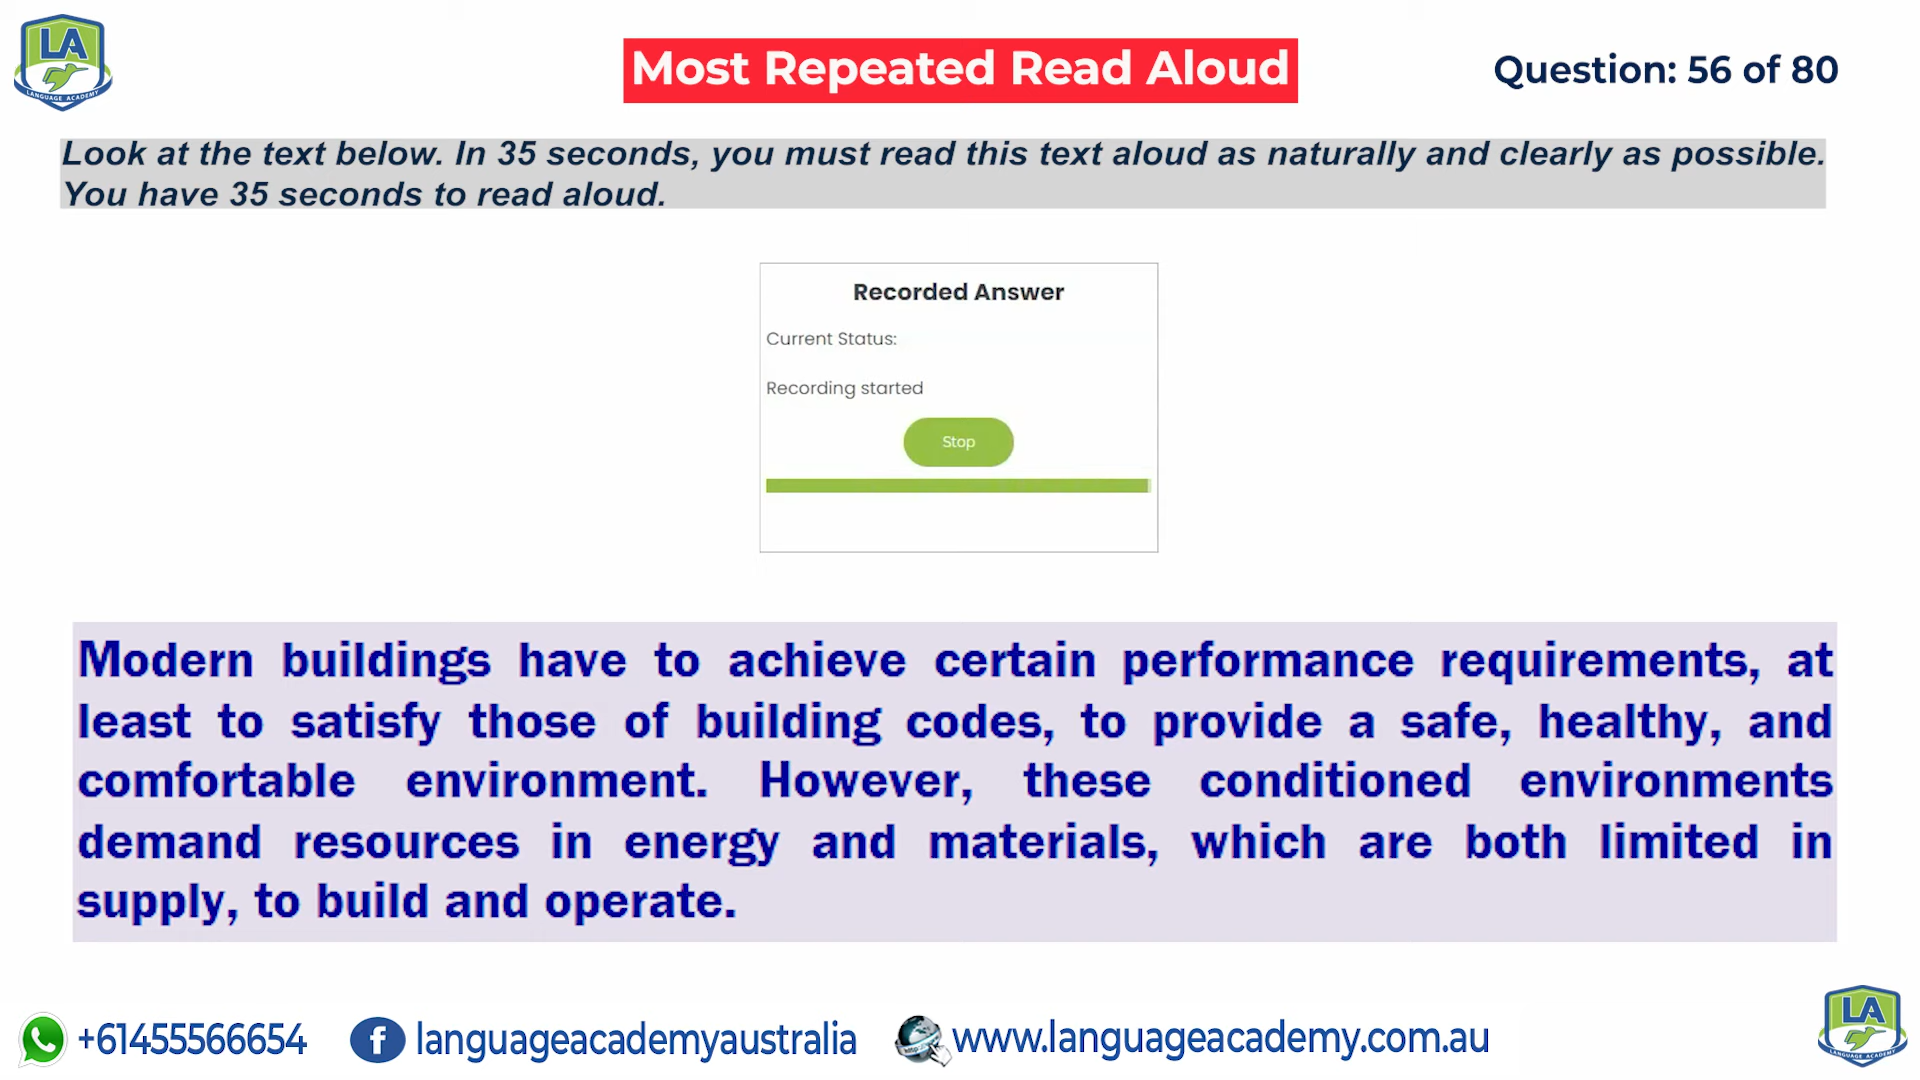 LA
LANGUAGE ACADEMY
Most Repeated Read Aloud
Question: 56 of 80
Look at the text below. In 35 seconds, you must read this text aloud as naturally and clearly as possible.
You have 35 seconds to read aloud.
Recorded Answer
Current Status:
Recording started
Stop
Modern buildings have to achieve certain performance requirements, at
least to satisfy those of building codes, to provide a safe, healthy, and
comfortable environment. However, these conditioned environments
demand resources in energy and materials, which are both limited in
supply, to build and operate.
+61455566654
f languageacademyaustralia
http www.languageacademy.com.au
LA
LANGUAGE ACADEMY